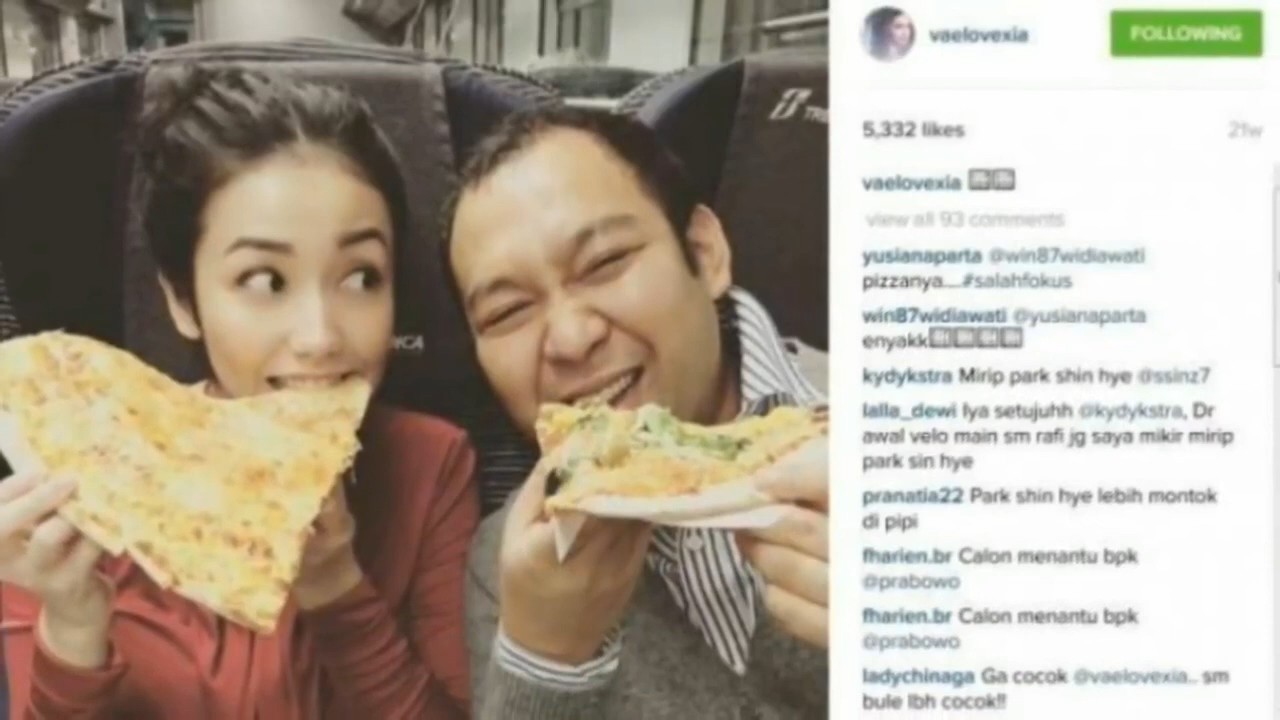 vaelovexia
FOLLOWING
5,332 likes
21w
vaelovexia
view all 93 comments
yusianaparta @win87widiawati
pizzanya....#salahfokus
win87widiawati @yusianaparta
enyakk
kydykstra Mirip park shin hye @ssinz7
lalla_dewi Iya setujuhh @kydykstra, Dr
awal velo main sm rafi jg saya mikir mirip
park sin hye
pranatia22 Park shin hye lebih montok
di pipi
fharien.br Calon menantu bpk
@prabowo
fharien.br Calon menantu bpk
@prabowo
ladychinaga Ga cocok @vaelovexia.. sm
bule lbh cocok!!